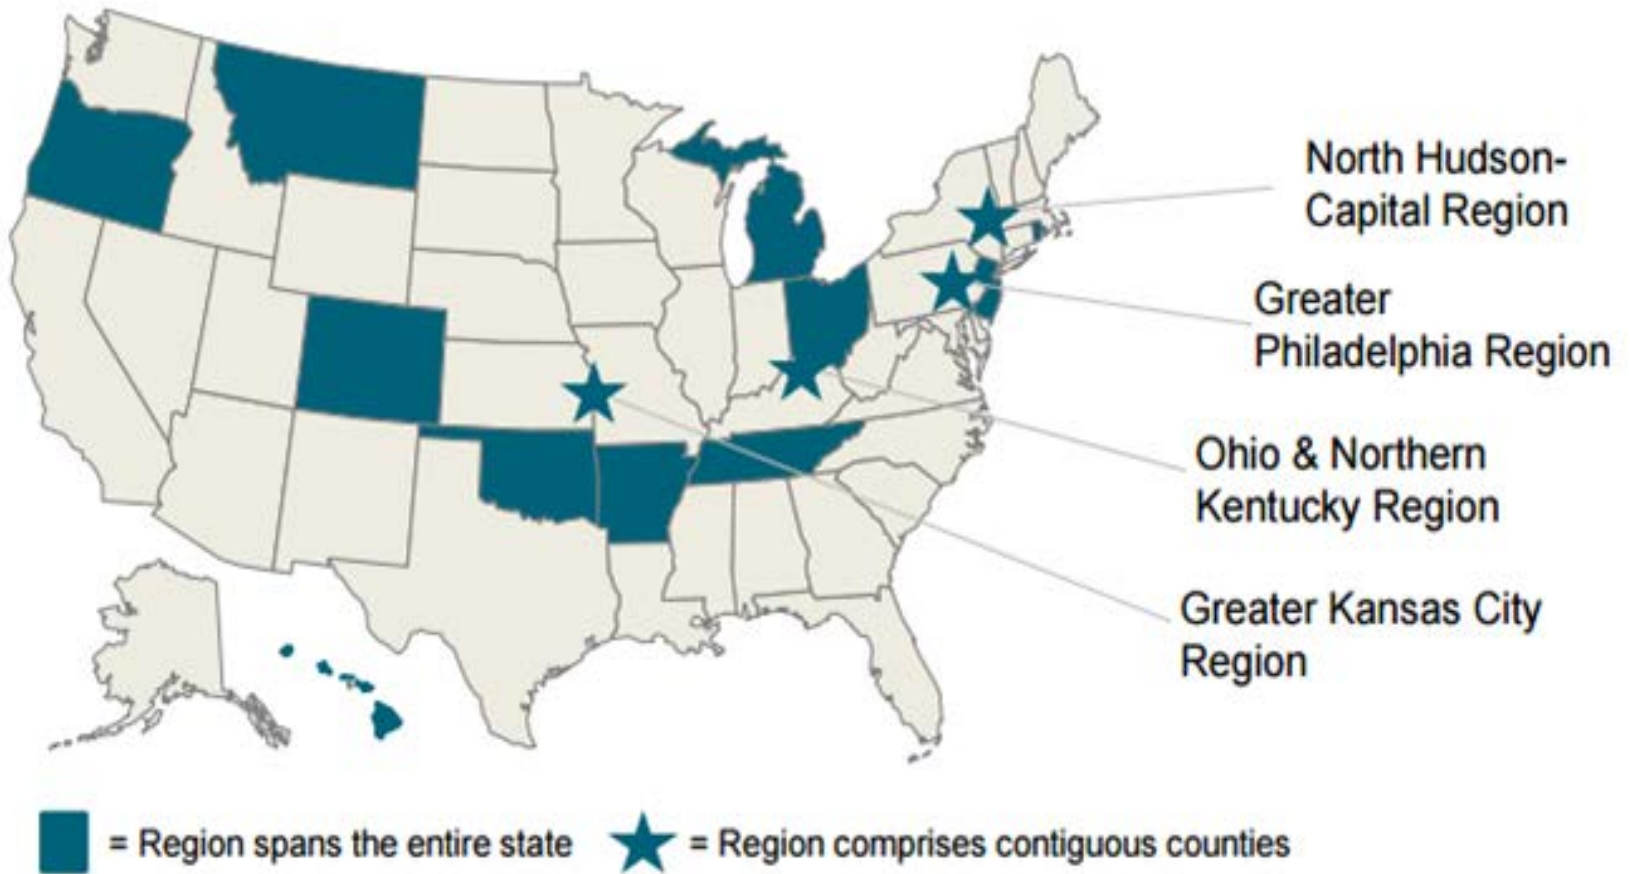 North Hudson-
Capital Region
Greater
Philadelphia Region
Ohio & Northern
Kentucky Region
Greater Kansas City
Region
= Region spans the entire state
= Region comprises contiguous counties